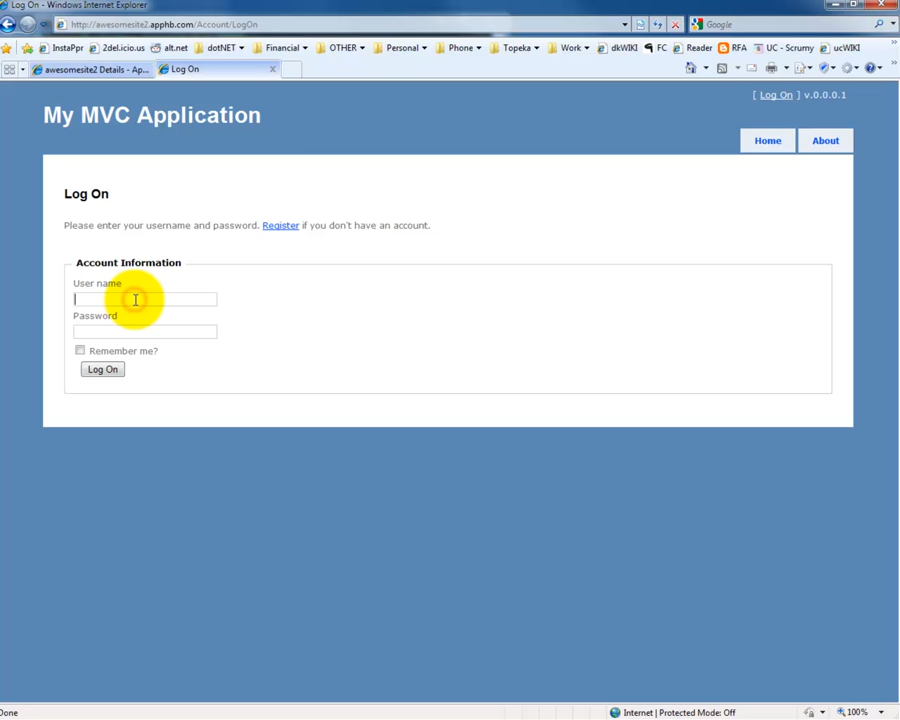 Log On - Windows Internet Explorer
http://awesomesite2.apphb.com/Account/LogOn
Google
InstaPpr 2del.icio.us alt.net dotNET Financial OTHER Personal Phone Topeka Work dkWIKI FC Reader RFA UC - Scrumy ucWIKI
awesomesite2 Details - Ap... Log On
[ Log On ] v.0.0.0.1
My MVC Application
Home About
Log On
Please enter your username and password. Register if you don't have an account.
Account Information
User name
Password
Remember me?
Log On
Done
Internet | Protected Mode: Off
100%